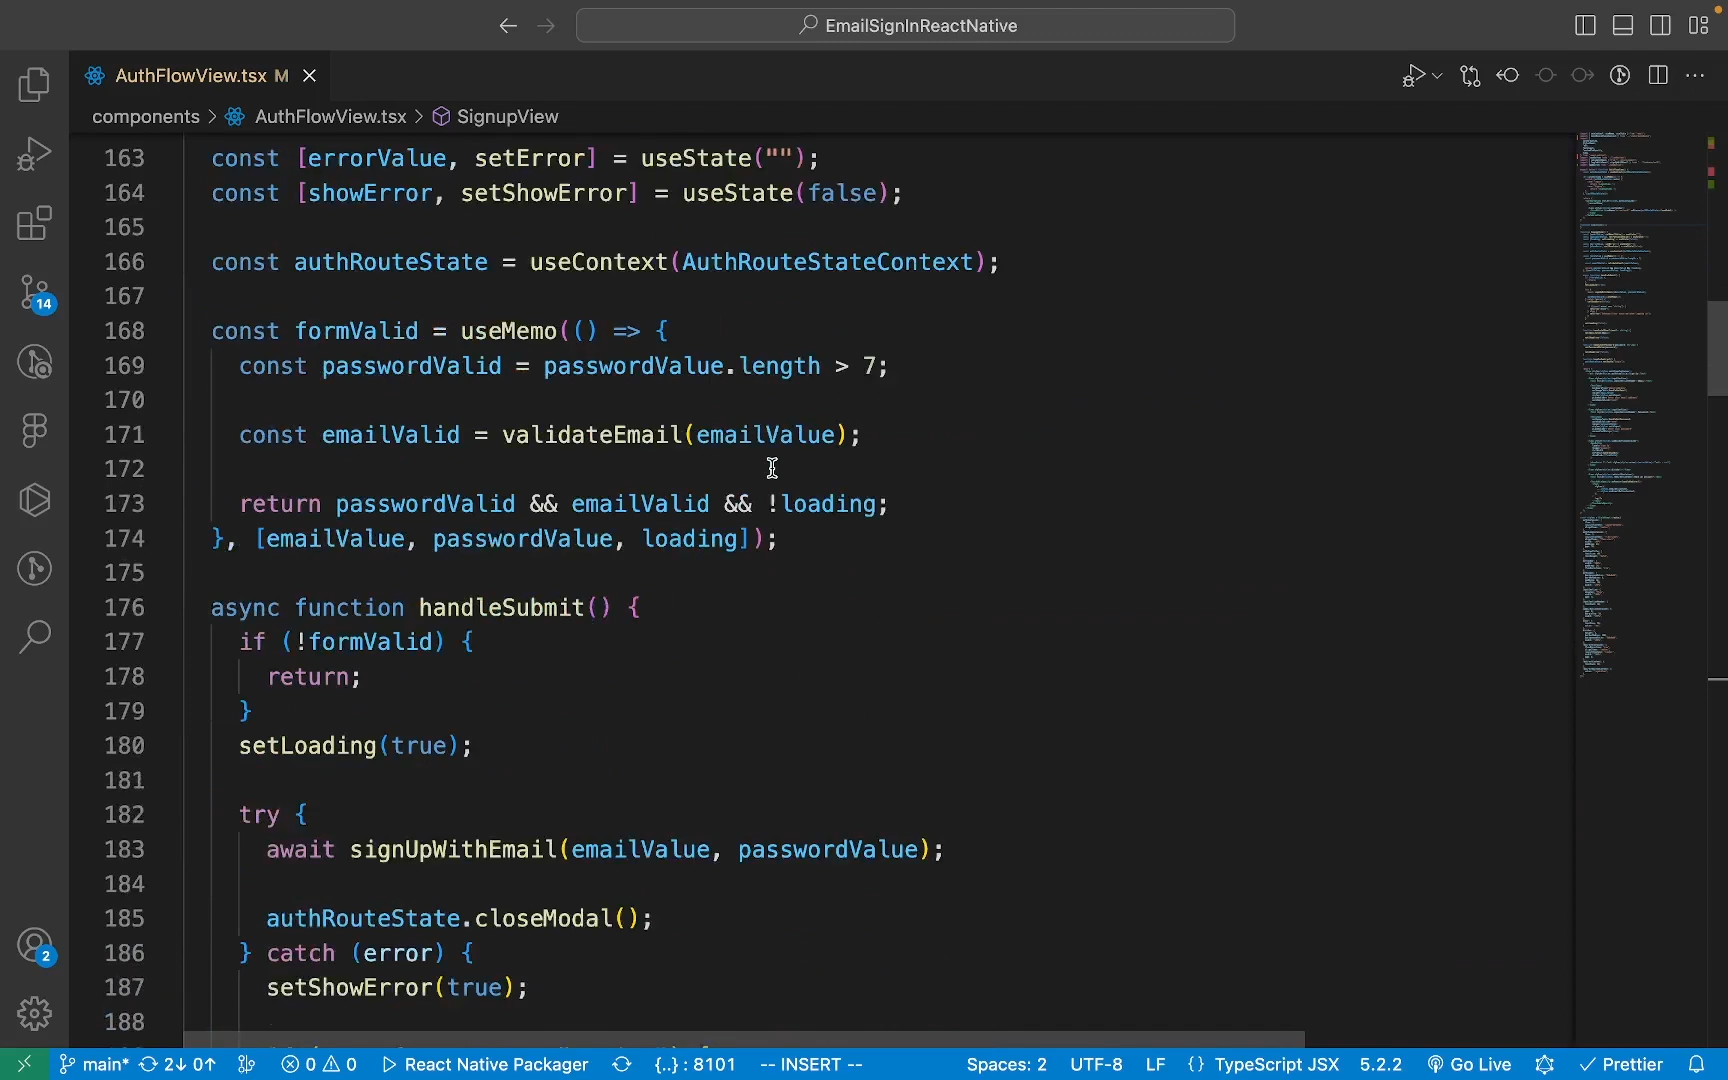 EmailSignInReactNative
AuthFlowView.tsx M
components > AuthFlowView.tsx > SignupView
163 const [errorValue, setError] = useState("");
164 const [showError, setShowError] = useState(false);
165
166 const authRouteState = useContext(AuthRouteStateContext);
167
168 const formValid = useMemo(() => {
169 const passwordValid = passwordValue.length > 7;
170
171 const emailValid = validateEmail(emailValue);
172
173 return passwordValid && emailValid && !loading;
174 }, [emailValue, passwordValue, loading]);
175
176 async function handleSubmit() {
177 if (!formValid) {
178 return;
179 }
180 setLoading(true);
181
182 try {
183 await signUpWithEmail(emailValue, passwordValue);
184
185 authRouteState.closeModal();
186 } catch (error) {
187 setShowError(true);
188
14
2
main* 2↓ 0↑ 0 0 React Native Packager {..} : 8101 -- INSERT -- Spaces: 2 UTF-8 LF {} TypeScript JSX 5.2.2 Go Live Prettier